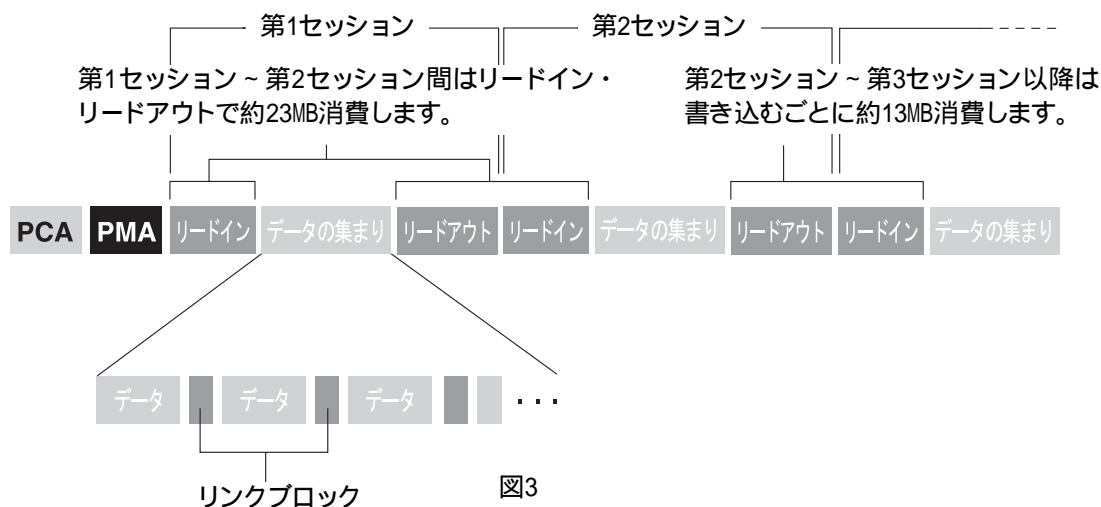 第1セッション
第2セッション
第1セッション～第2セッション間はリードイン・
リードアウトで約23MB消費します。
第2セッション～第3セッション以降は
書き込むごとに約13MB消費します。
PCA PMA リードイン データの集まり リードアウト リードイン データの集まり リードアウト リードイン データの集まり
データ データ データ ・・・
リンクブロック
図3